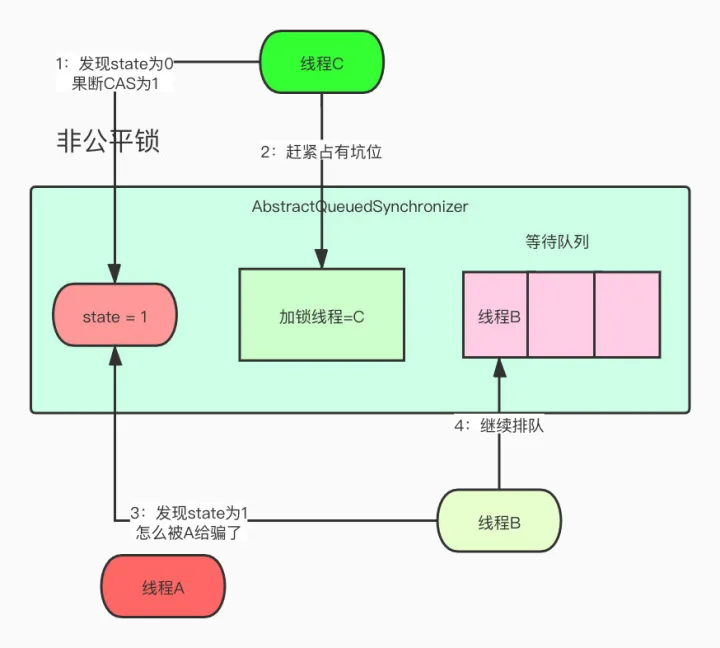 线程C
1：发现state为0
果断CAS为1
非公平锁
2：赶紧占有坑位
AbstractQueuedSynchronizer
等待队列
state = 1
加锁线程=C
线程B
4：继续排队
3：发现state为1
怎么被A给骗了
线程B
线程A